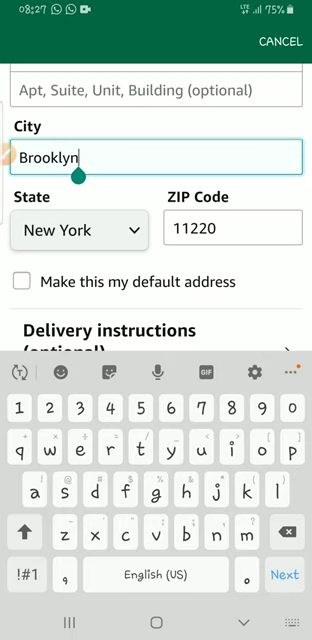 08:27
LTE 75%
CANCEL
Apt, Suite, Unit, Building (optional)
City
Brooklyn
State
ZIP Code
New York
11220
Make this my default address
Delivery instructions
(optional)
T
GIF
1 2 3 4 5 6 7 8 9 0
q w e r t y u i o p
a s d f g h j k l
z x c v b n m
!#1 , English (US) . Next